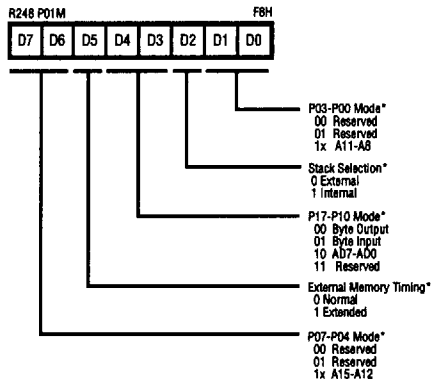 R248 P01M F8H
D7 D6 D5 D4 D3 D2 D1 D0
P03-P00 Mode*
00 Reserved
01 Reserved
1x A11-A8
Stack Selection*
0 External
1 Internal
P17-P10 Mode*
00 Byte Output
01 Byte Input
10 AD7-AD0
11 Reserved
External Memory Timing*
0 Normal
1 Extended
P07-P04 Mode*
00 Reserved
01 Reserved
1x A15-A12